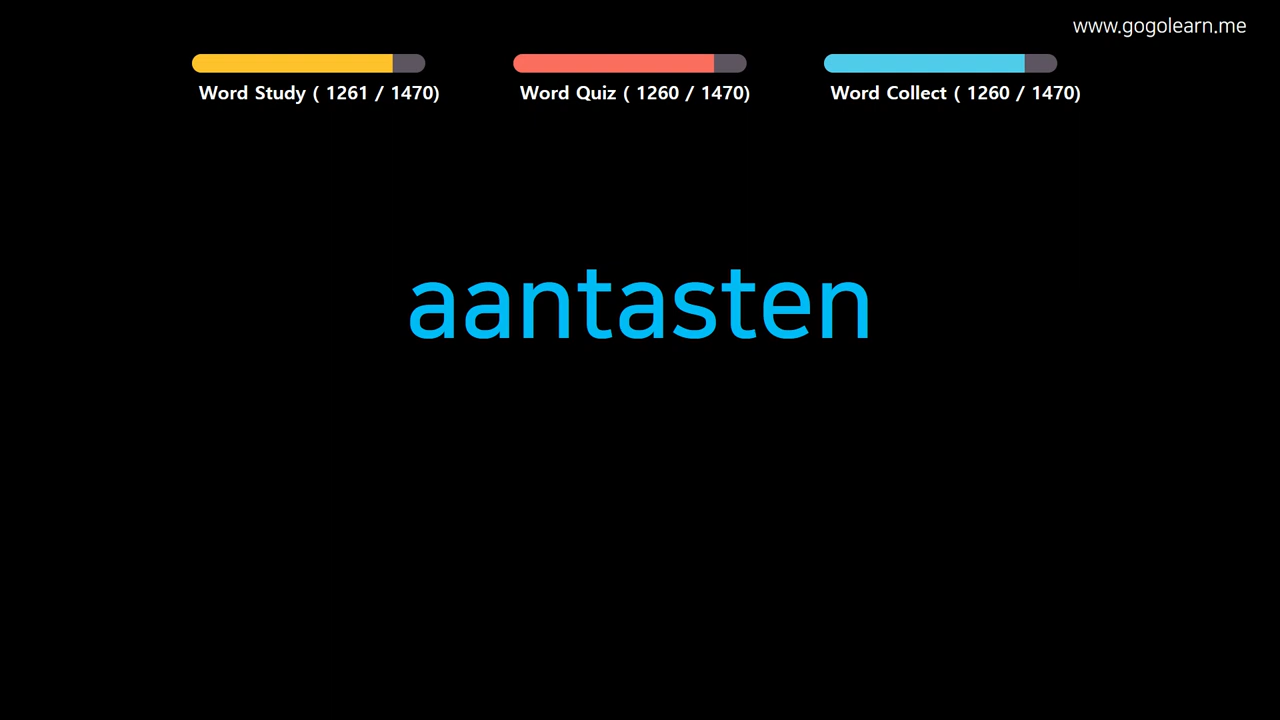 www.gogolearn.me
Word Study ( 1261 / 1470)
Word Quiz ( 1260 / 1470)
Word Collect ( 1260 / 1470)
aantasten